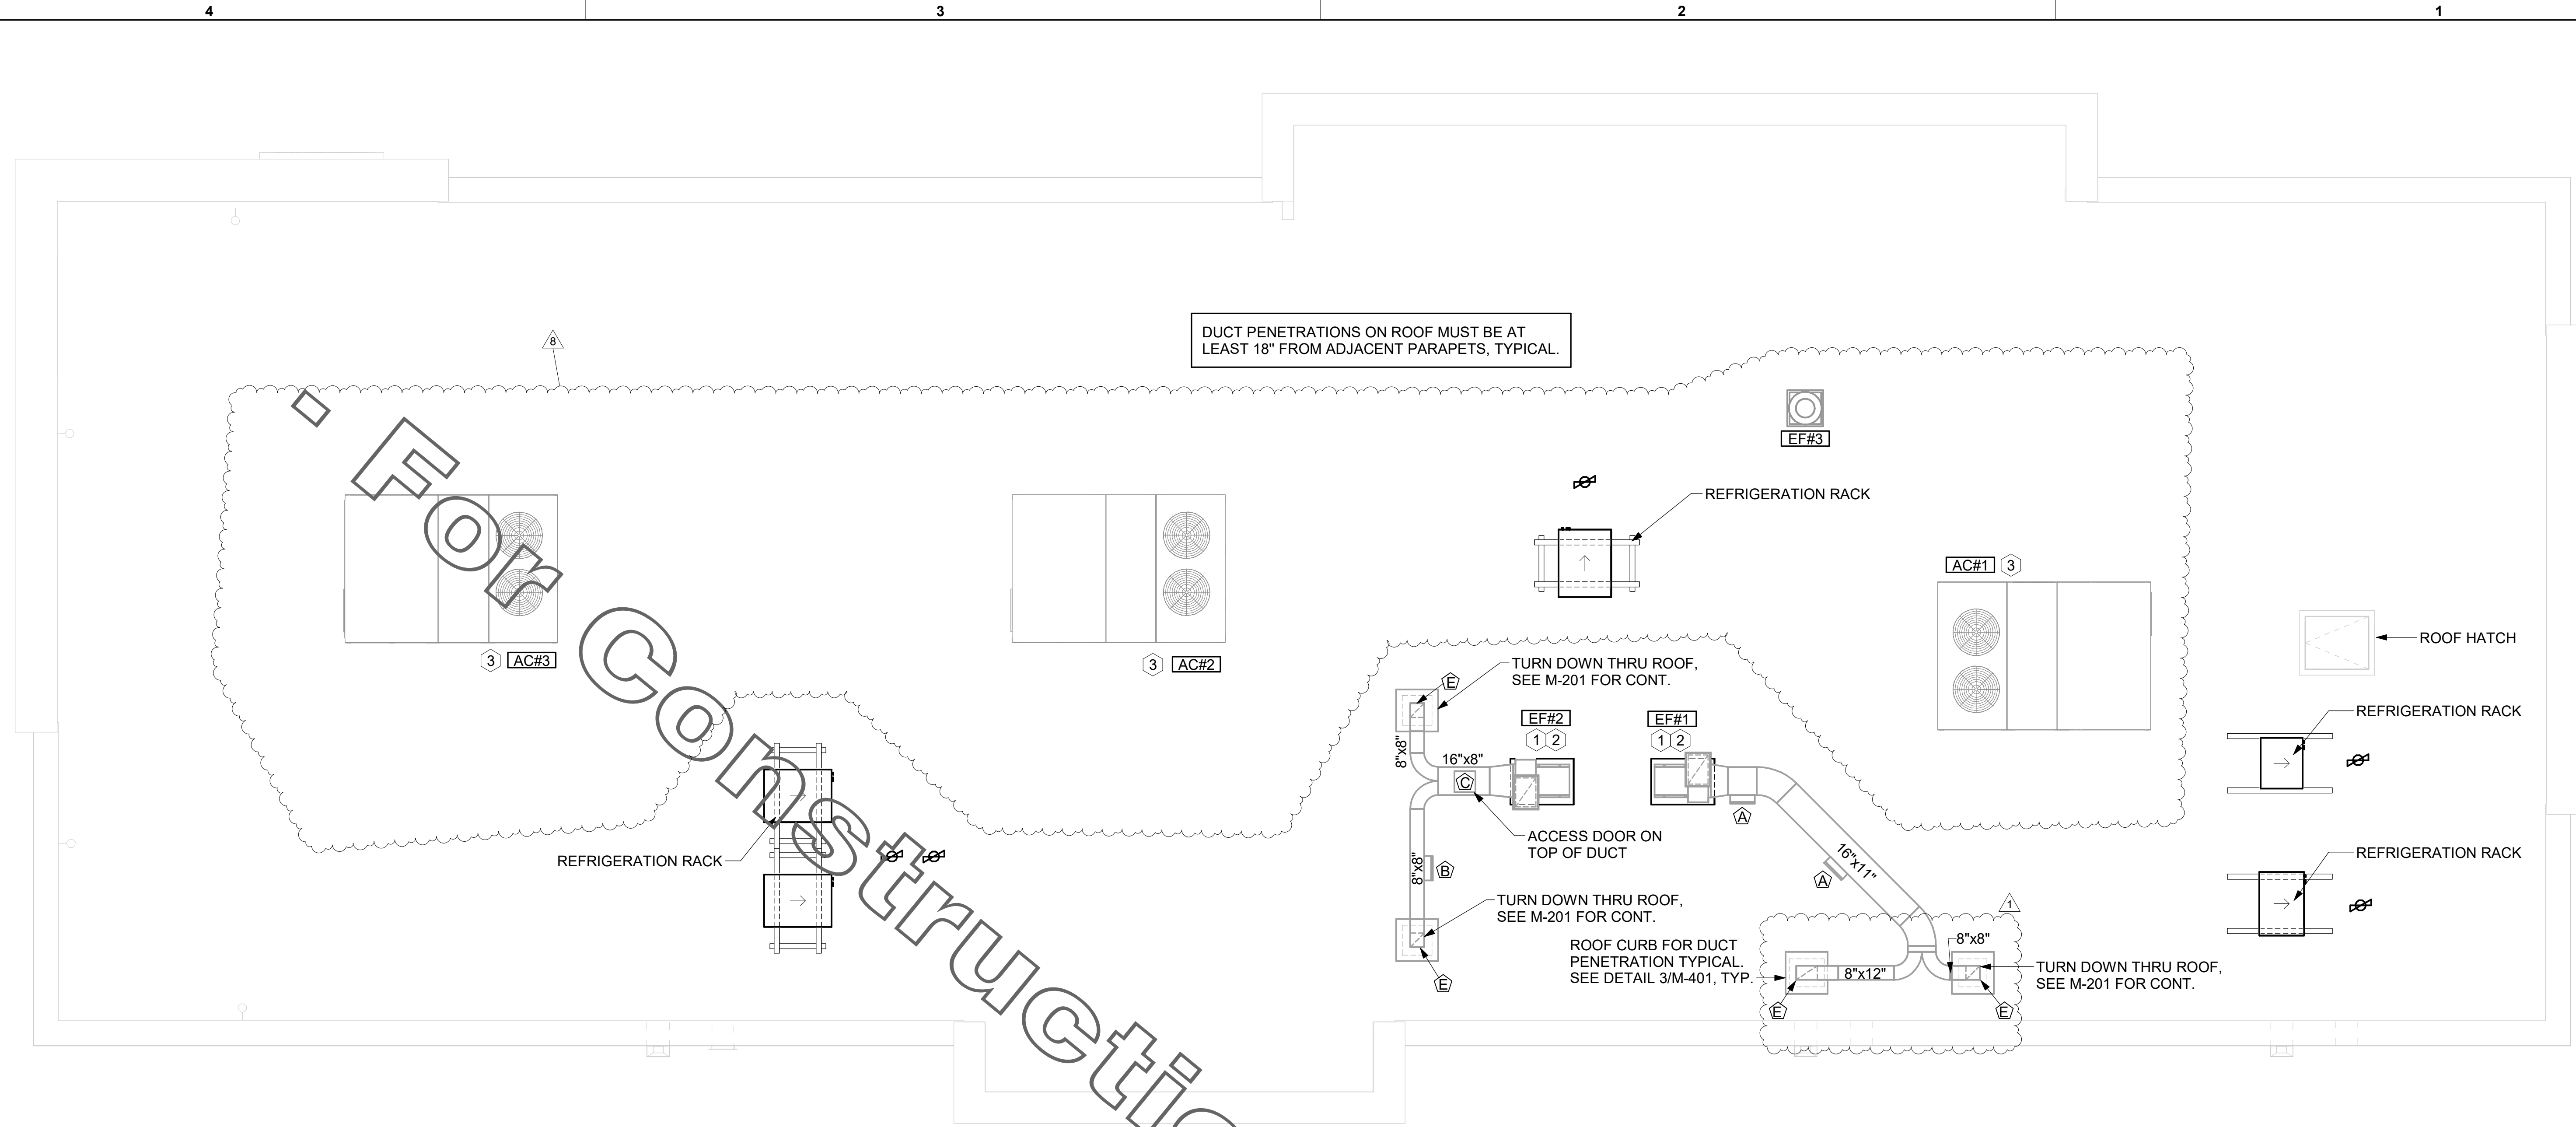 4 3 2 1
DUCT PENETRATIONS ON ROOF MUST BE AT
LEAST 18" FROM ADJACENT PARAPETS, TYPICAL.
8
EF#3
REFRIGERATION RACK
AC#1 3
ROOF HATCH
3 AC#3
3 AC#2
TURN DOWN THRU ROOF,
SEE M-201 FOR CONT.
E
EF#2
1 2
EF#1
1 2
8"x8"
16"x8"
C
ACCESS DOOR ON
TOP OF DUCT
A
REFRIGERATION RACK
REFRIGERATION RACK
8"x8"
B
A
16"x11"
REFRIGERATION RACK
TURN DOWN THRU ROOF,
SEE M-201 FOR CONT.
E
1
ROOF CURB FOR DUCT
PENETRATION TYPICAL.
SEE DETAIL 3/M-401, TYP.
8"x12"
8"x8"
TURN DOWN THRU ROOF,
SEE M-201 FOR CONT.
E
E
. For Constructio